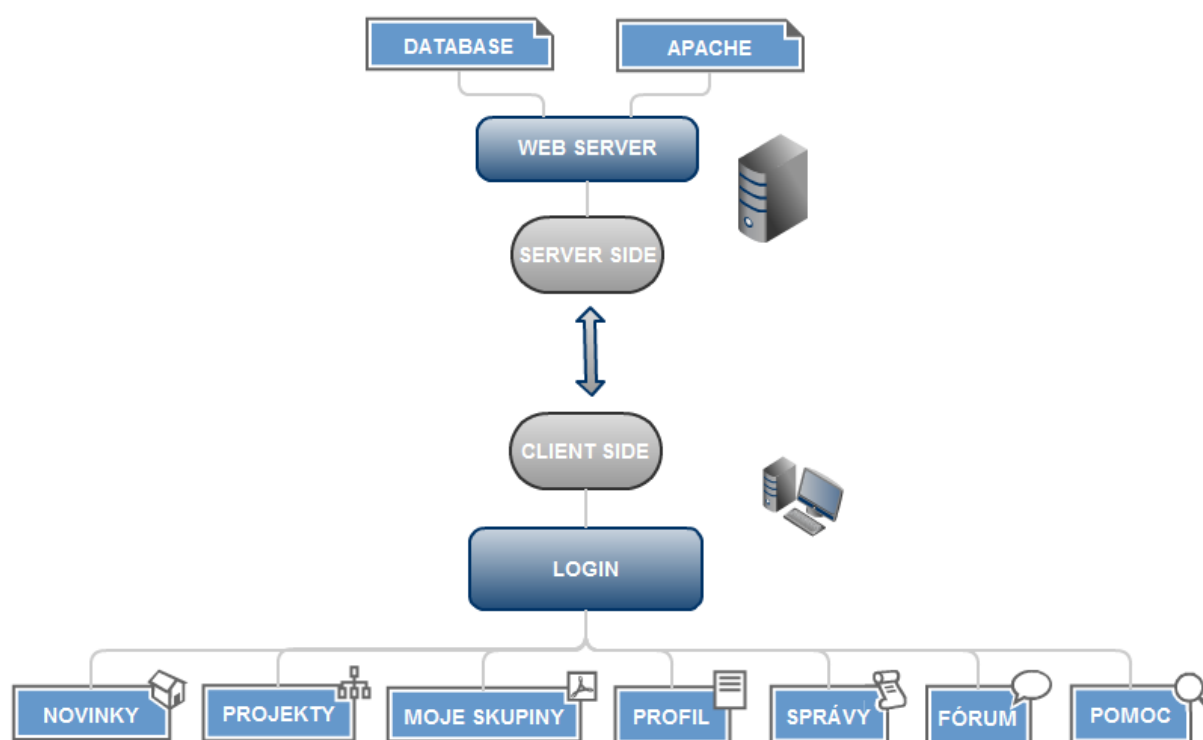 DATABASE
APACHE
WEB SERVER
SERVER SIDE
CLIENT SIDE
LOGIN
NOVINKY
PROJEKTY
MOJE SKUPINY
PROFIL
SPRÁVY
FÓRUM
POMOC